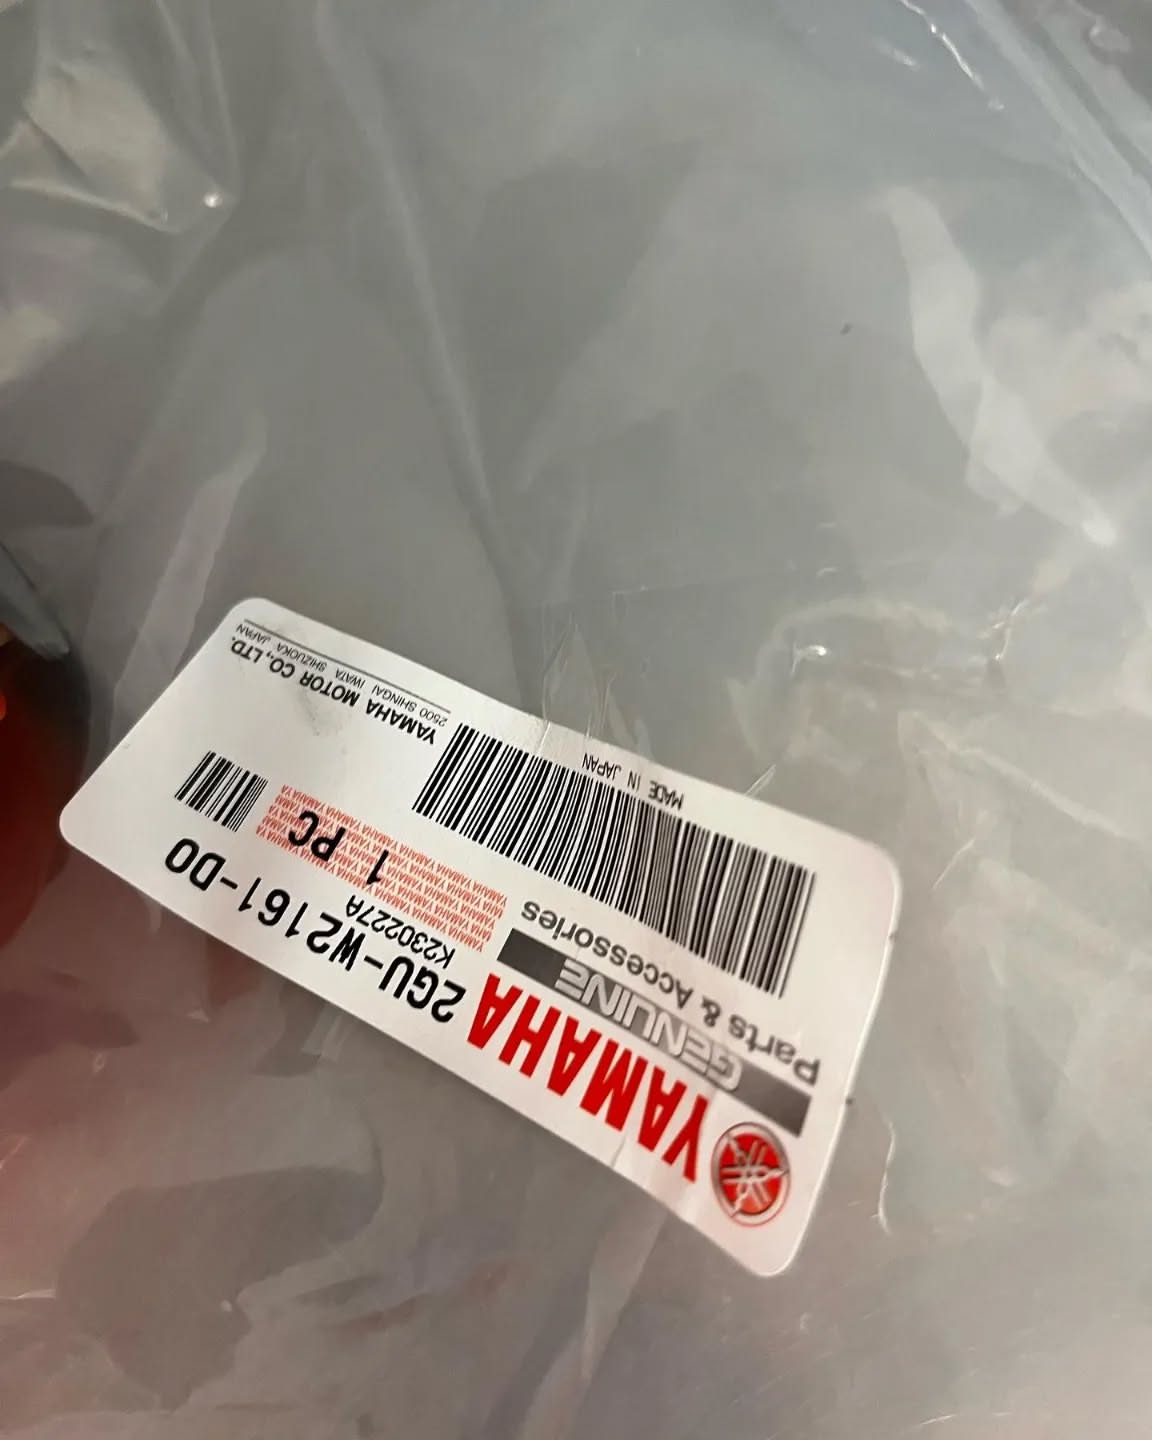 YAMAHA
GENUINE
Parts & Accessories
MADE IN JAPAN
2GU-W2161-D0
K230227A
1 PC
YAMAHA MOTOR CO., LTD.
2500 SHINGAI IWATA SHIZUOKA JAPAN